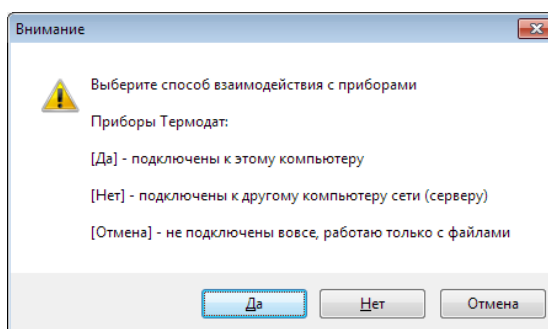 Внимание
Выберите способ взаимодействия с приборами
Приборы Термодат:
[Да] - подключены к этому компьютеру
[Нет] - подключены к другому компьютеру сети (серверу)
[Отмена] - не подключены вовсе, работаю только с файлами
Да Нет Отмена